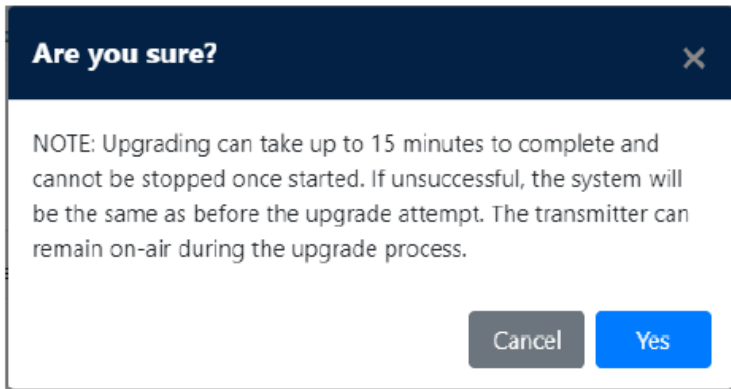 Are you sure?
NOTE: Upgrading can take up to 15 minutes to complete and
cannot be stopped once started. If unsuccessful, the system will
be the same as before the upgrade attempt. The transmitter can
remain on-air during the upgrade process.
Cancel Yes